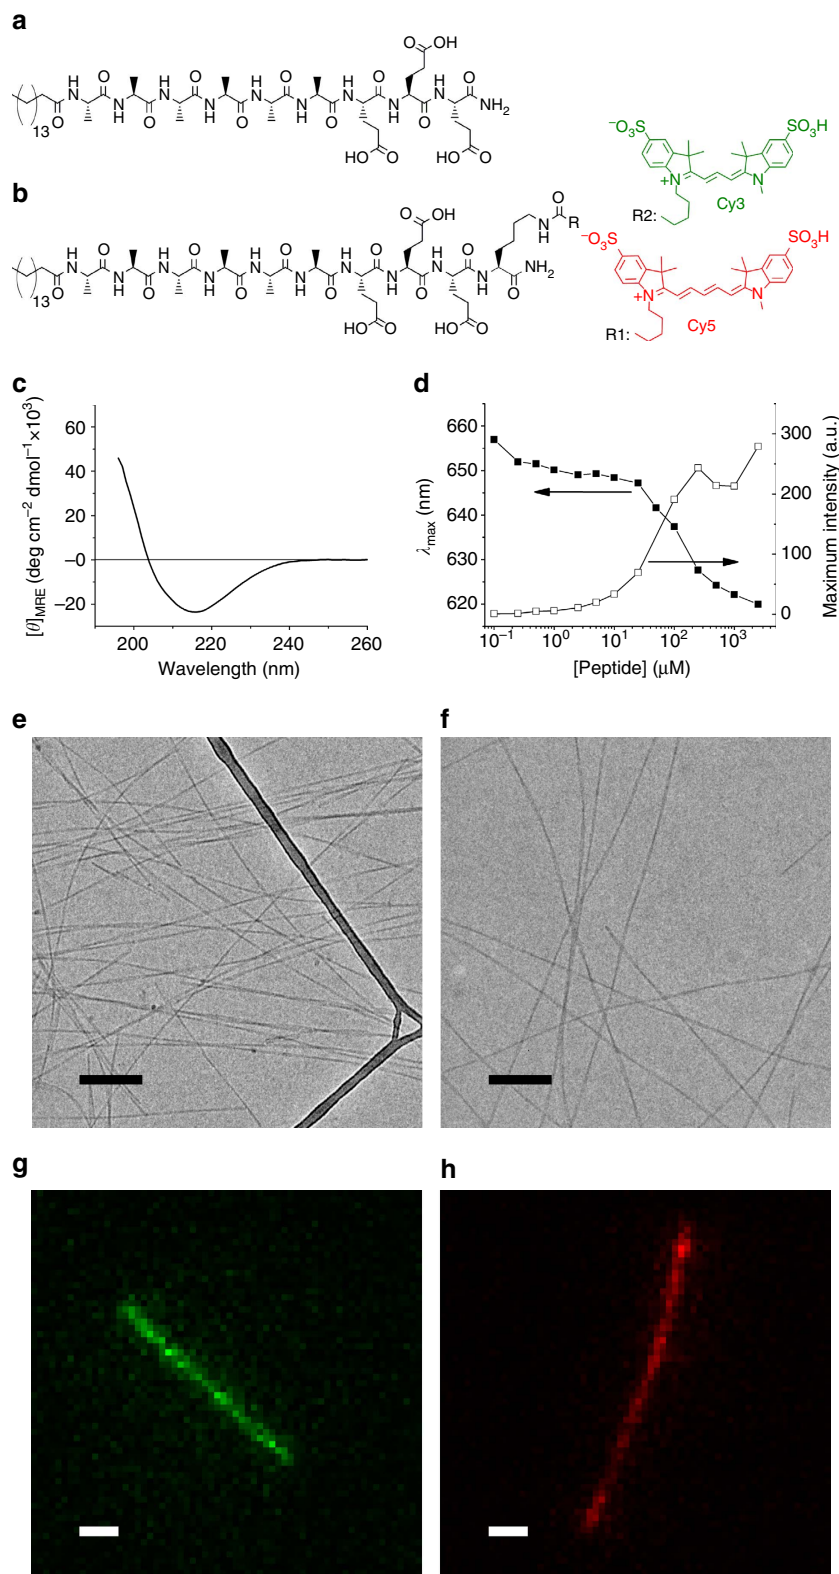 a
O OH
H O H O H O H O O
N N N N N NH2
13 O N H O N H O N H O N H O
HO O HO O
⁻O3S SO3H
N+ N
R2: Cy3
b
O OH N H O R
H O H O H O H O H O
N N N N N NH2
13 O N H O N H O N H O N H O N H O
HO O HO O
⁻O3S SO3H
N+ N
R1: Cy5
c
[θ]MRE (deg cm−2 dmol−1×103)
60
40
20
−0
−20
200 220 240 260
Wavelength (nm)
d
λmax (nm)
660
650
640
630
620
300
200
100
0
Maximum intensity (a.u.)
10−1 100 101 102 103
[Peptide] (μM)
e
f
g
h